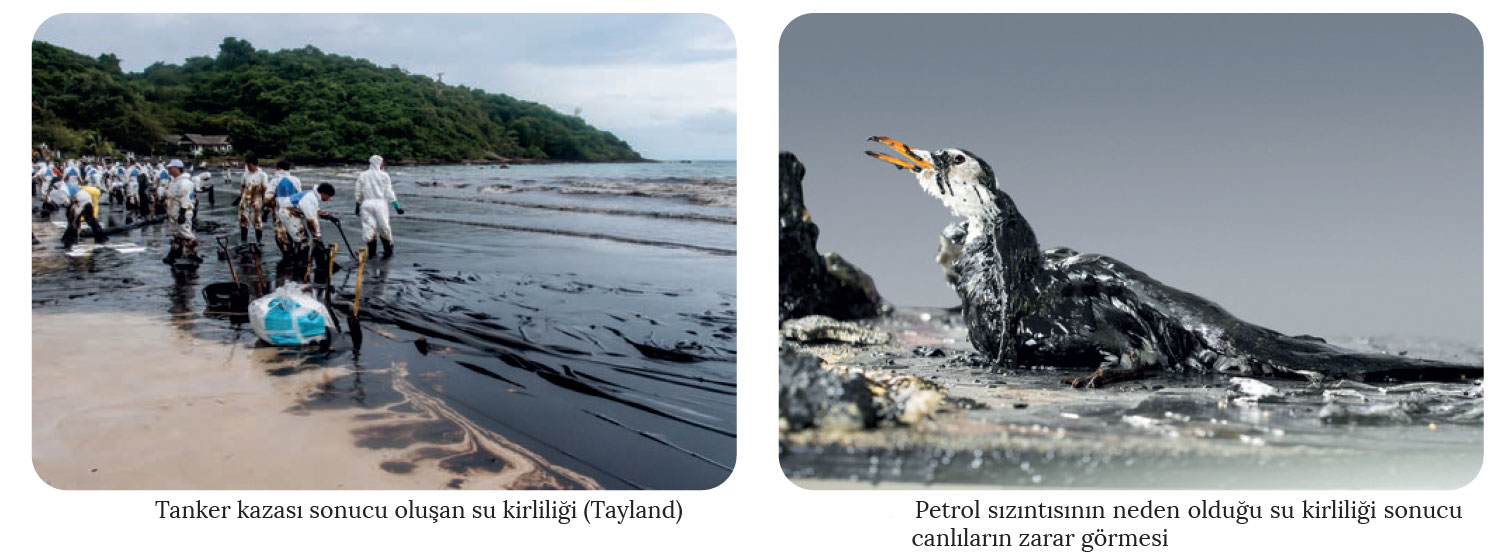 Tanker kazası sonucu oluşan su kirliliği (Tayland)
Petrol sızıntısının neden olduğu su kirliliği sonucu
canlıların zarar görmesi